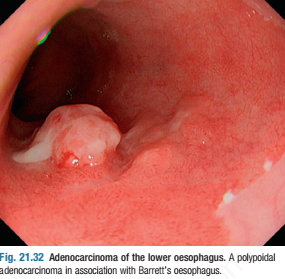 Fig. 21.32 Adenocarcinoma of the lower oesophagus. A polypoidal
adenocarcinoma in association with Barrett's oesophagus.